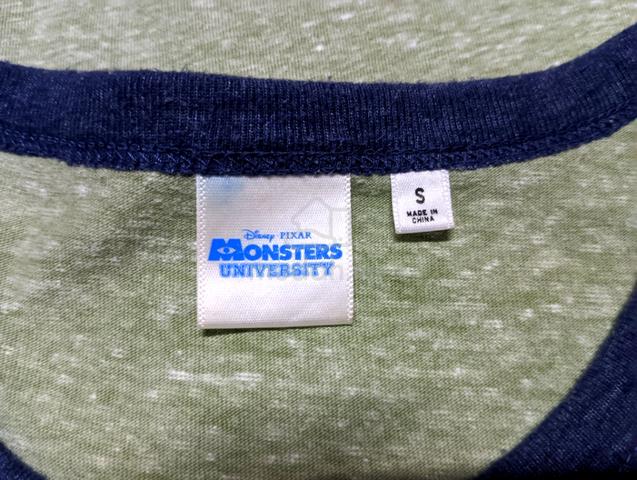 Disney PIXAR
MONSTERS
UNIVERSITY
S
MADE IN
CHINA